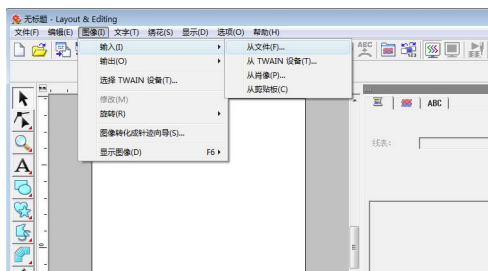 无标题 - Layout & Editing
文件(F) 编辑(E) 图像(I) 文字(T) 绣花(S) 显示(D) 选项(O) 帮助(H)
输入(I)
输出(O)
选择 TWAIN 设备(T)...
修改(M)
旋转(R)
图像转化成针迹向导(S)...
显示图像(D) F6
从文件(F)...
从 TWAIN 设备(T)...
从肖像(P)...
从剪贴板(C)
ABC
123
ABC
线表:
A